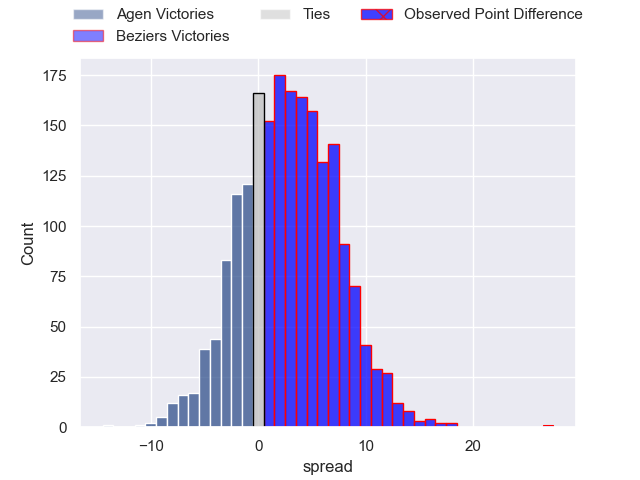 Agen Victories
Beziers Victories
Ties
Observed Point Difference
175
150
125
100
75
50
25
0
Count
−10
0
10
20
spread